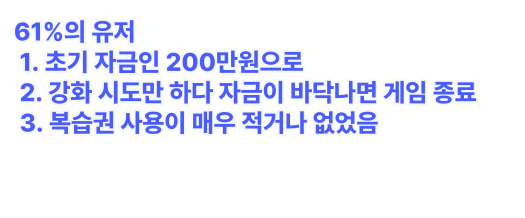 61%의 유저
1. 초기 자금인 200만원으로
2. 강화 시도만 하다 자금이 바닥나면 게임 종료
3. 복습권 사용이 매우 적거나 없었음